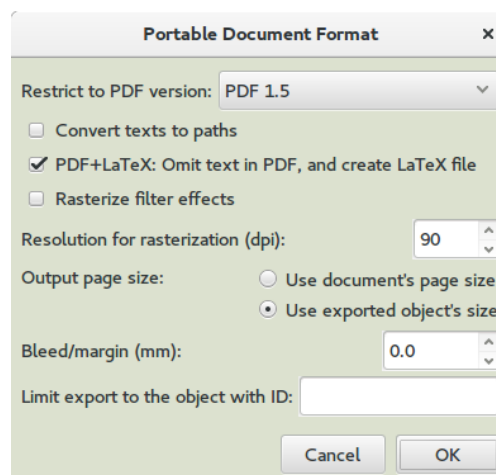 Portable Document Format ×
Restrict to PDF version: PDF 1.5
Convert texts to paths
PDF+LaTeX: Omit text in PDF, and create LaTeX file
Rasterize filter effects
Resolution for rasterization (dpi): 90
Output page size: Use document's page size
Use exported object's size
Bleed/margin (mm): 0.0
Limit export to the object with ID:
Cancel OK